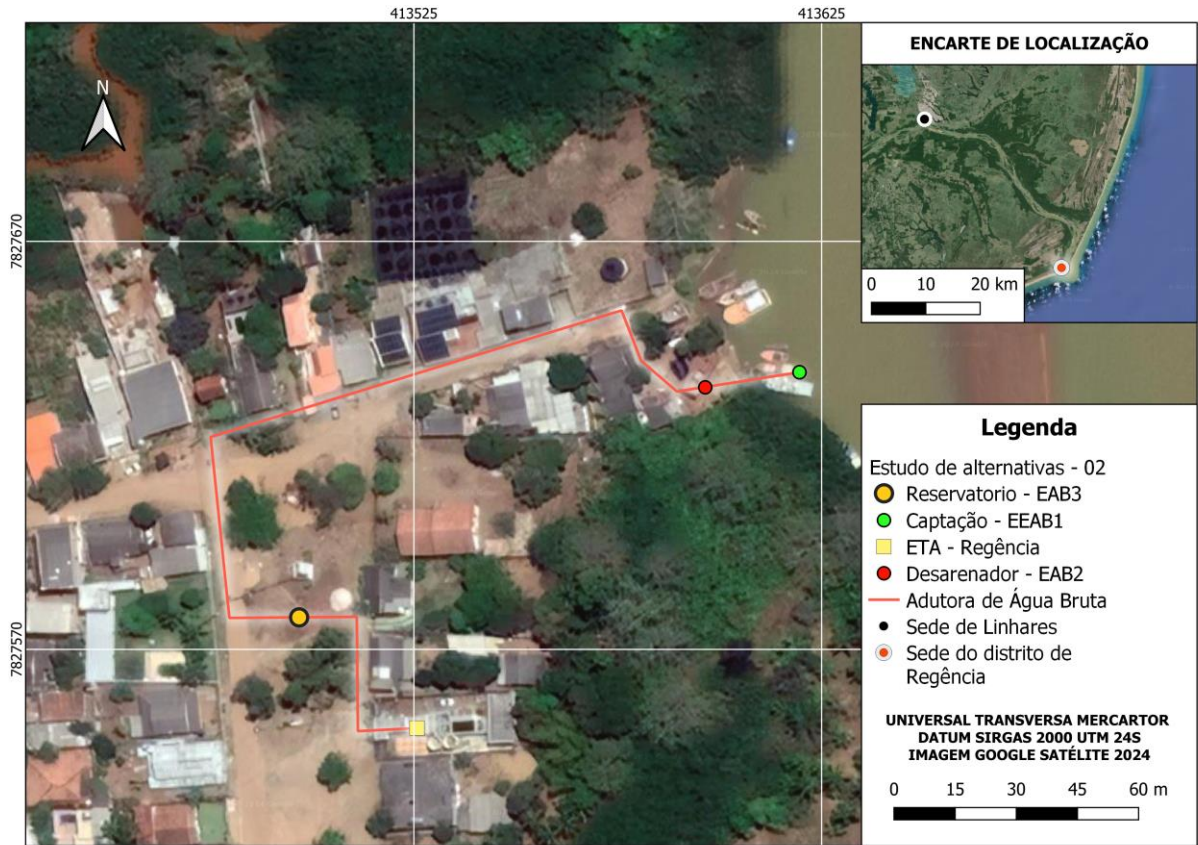 413525
413625
7827670
7827570
N
ENCARTE DE LOCALIZAÇÃO
0 10 20 km
Legenda
Estudo de alternativas - 02
Reservatorio - EAB3
Captação - EEAB1
ETA - Regência
Desarenador - EAB2
Adutora de Água Bruta
Sede de Linhares
Sede do distrito de
Regência
UNIVERSAL TRANSVERSA MERCARTOR
DATUM SIRGAS 2000 UTM 24S
IMAGEM GOOGLE SATÉLITE 2024
0 15 30 45 60 m